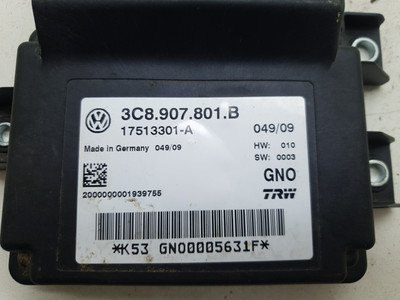 3C8.907.801.B
17513301-A 049/09
Made in Germany 049/09 HW: 010
SW: 0003
GNO
2000000001939755 TRW
*K53 GNO0005631F*